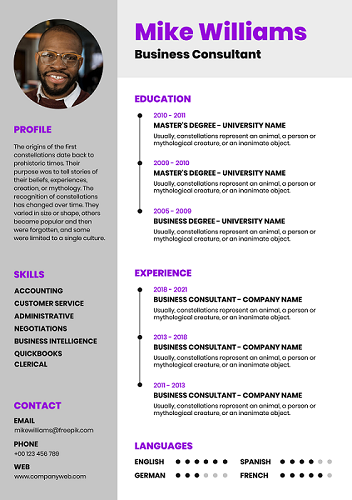 Mike Williams
Business Consultant
PROFILE
The origins of the first
constellations date back to
prehistoric times. Their
purpose was to tell stories of
their beliefs, experiences,
creation, or mythology. The
recognition of constellations
has changed over time. They
varied in size or shape, others
became popular and then
were forgotten, and some
were limited to a single culture.
SKILLS
ACCOUNTING
CUSTOMER SERVICE
ADMINISTRATIVE
NEGOTIATIONS
BUSINESS INTELLIGENCE
QUICKBOOKS
CLERICAL
CONTACT
EMAIL
mikewilliams@freepik.com
PHONE
+00 123 456 789
WEB
www.companyweb.com
EDUCATION
2010 - 2011
MASTER'S DEGREE - UNIVERSITY NAME
Usually, constellations represent an animal, a person or
mythological creature, or an inanimate object.
2009 - 2010
MASTER'S DEGREE - UNIVERSITY NAME
Usually, constellations represent an animal, a person or
mythological creature, or an inanimate object.
2005 - 2009
BUSINESS DEGREE - UNIVERSITY NAME
Usually, constellations represent an animal, a person or
mythological creature, or an inanimate object.
EXPERIENCE
2018 - 2021
BUSINESS CONSULTANT - COMPANY NAME
Usually, constellations represent an animal, a person or
mythological creature, or an inanimate object.
2013 - 2018
BUSINESS CONSULTANT - COMPANY NAME
Usually, constellations represent an animal, a person or
mythological creature, or an inanimate object.
2011 - 2013
BUSINESS CONSULTANT - COMPANY NAME
Usually, constellations represent an animal, a person or
mythological creature, or an inanimate object.
LANGUAGES
ENGLISH SPANISH
GERMAN FRENCH